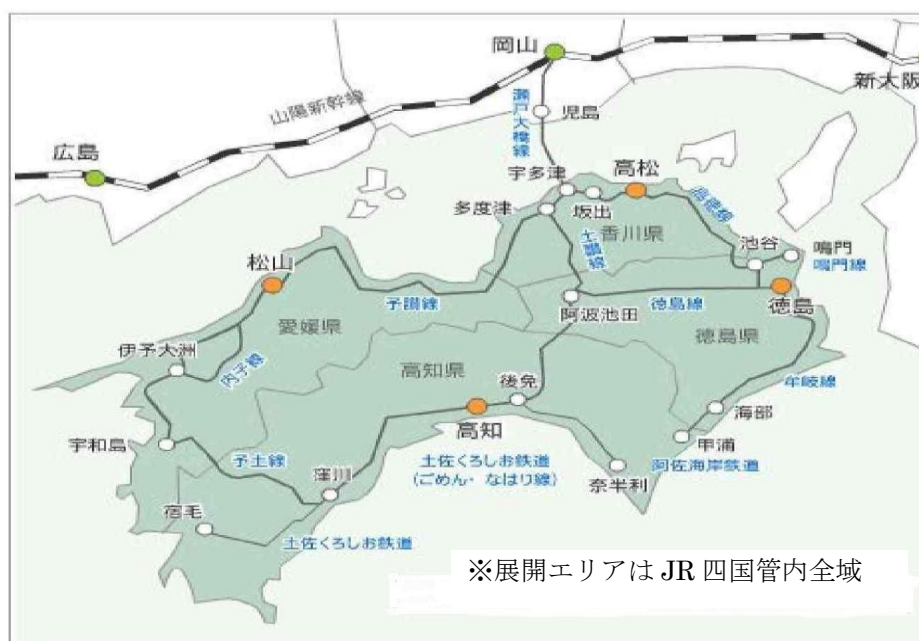 岡山
新大阪
山陽新幹線
瀬戸大橋線
児島
広島
宇多津
高松
多度津
坂出
高徳線
香川県
土讃線
池谷
鳴門
鳴門線
松山
予讃線
阿波池田
徳島線
徳島
愛媛県
徳島県
伊予大洲
内子線
高知県
後免
牟岐線
海部
高知
甲浦
宇和島
予土線
窪川
土佐くろしお鉄道
(ごめん・なはり線)
阿佐海岸鉄道
奈半利
宿毛
土佐くろしお鉄道
※展開エリアは JR 四国管内全域